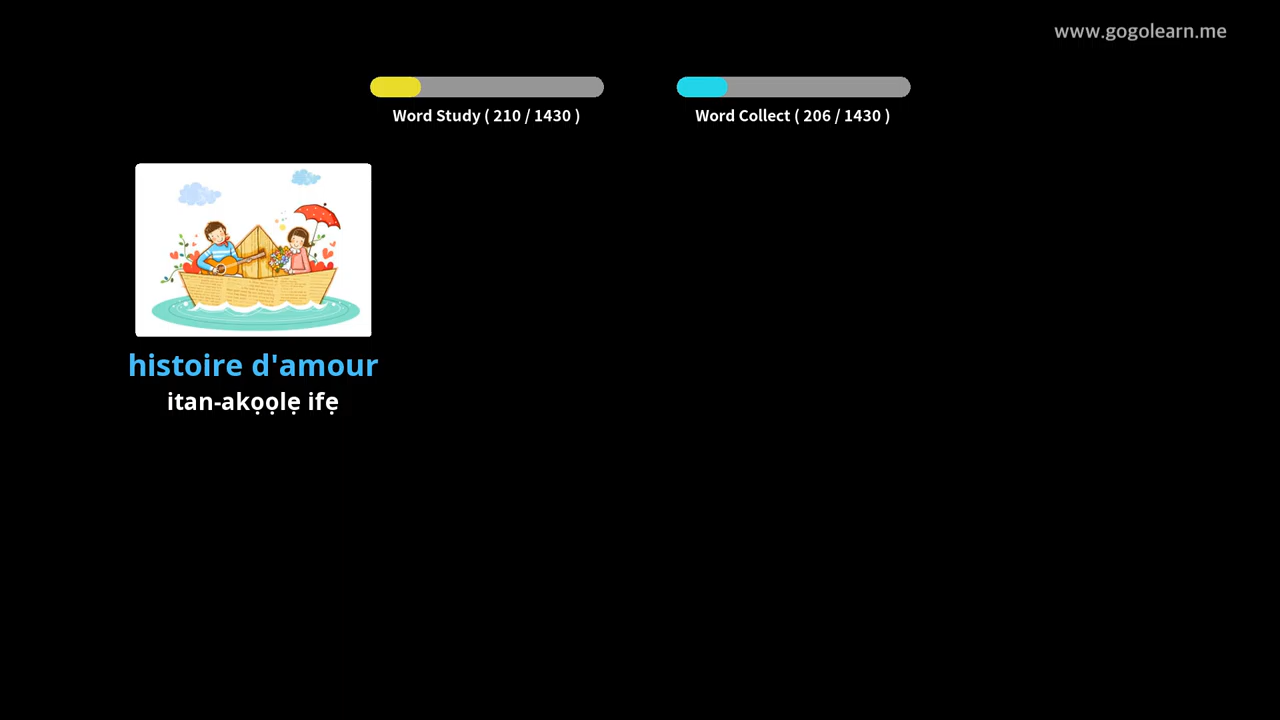 www.gogolearn.me
Word Study ( 210 / 1430 )
Word Collect ( 206 / 1430 )
histoire d'amour
itan-akọọlẹ ifẹ